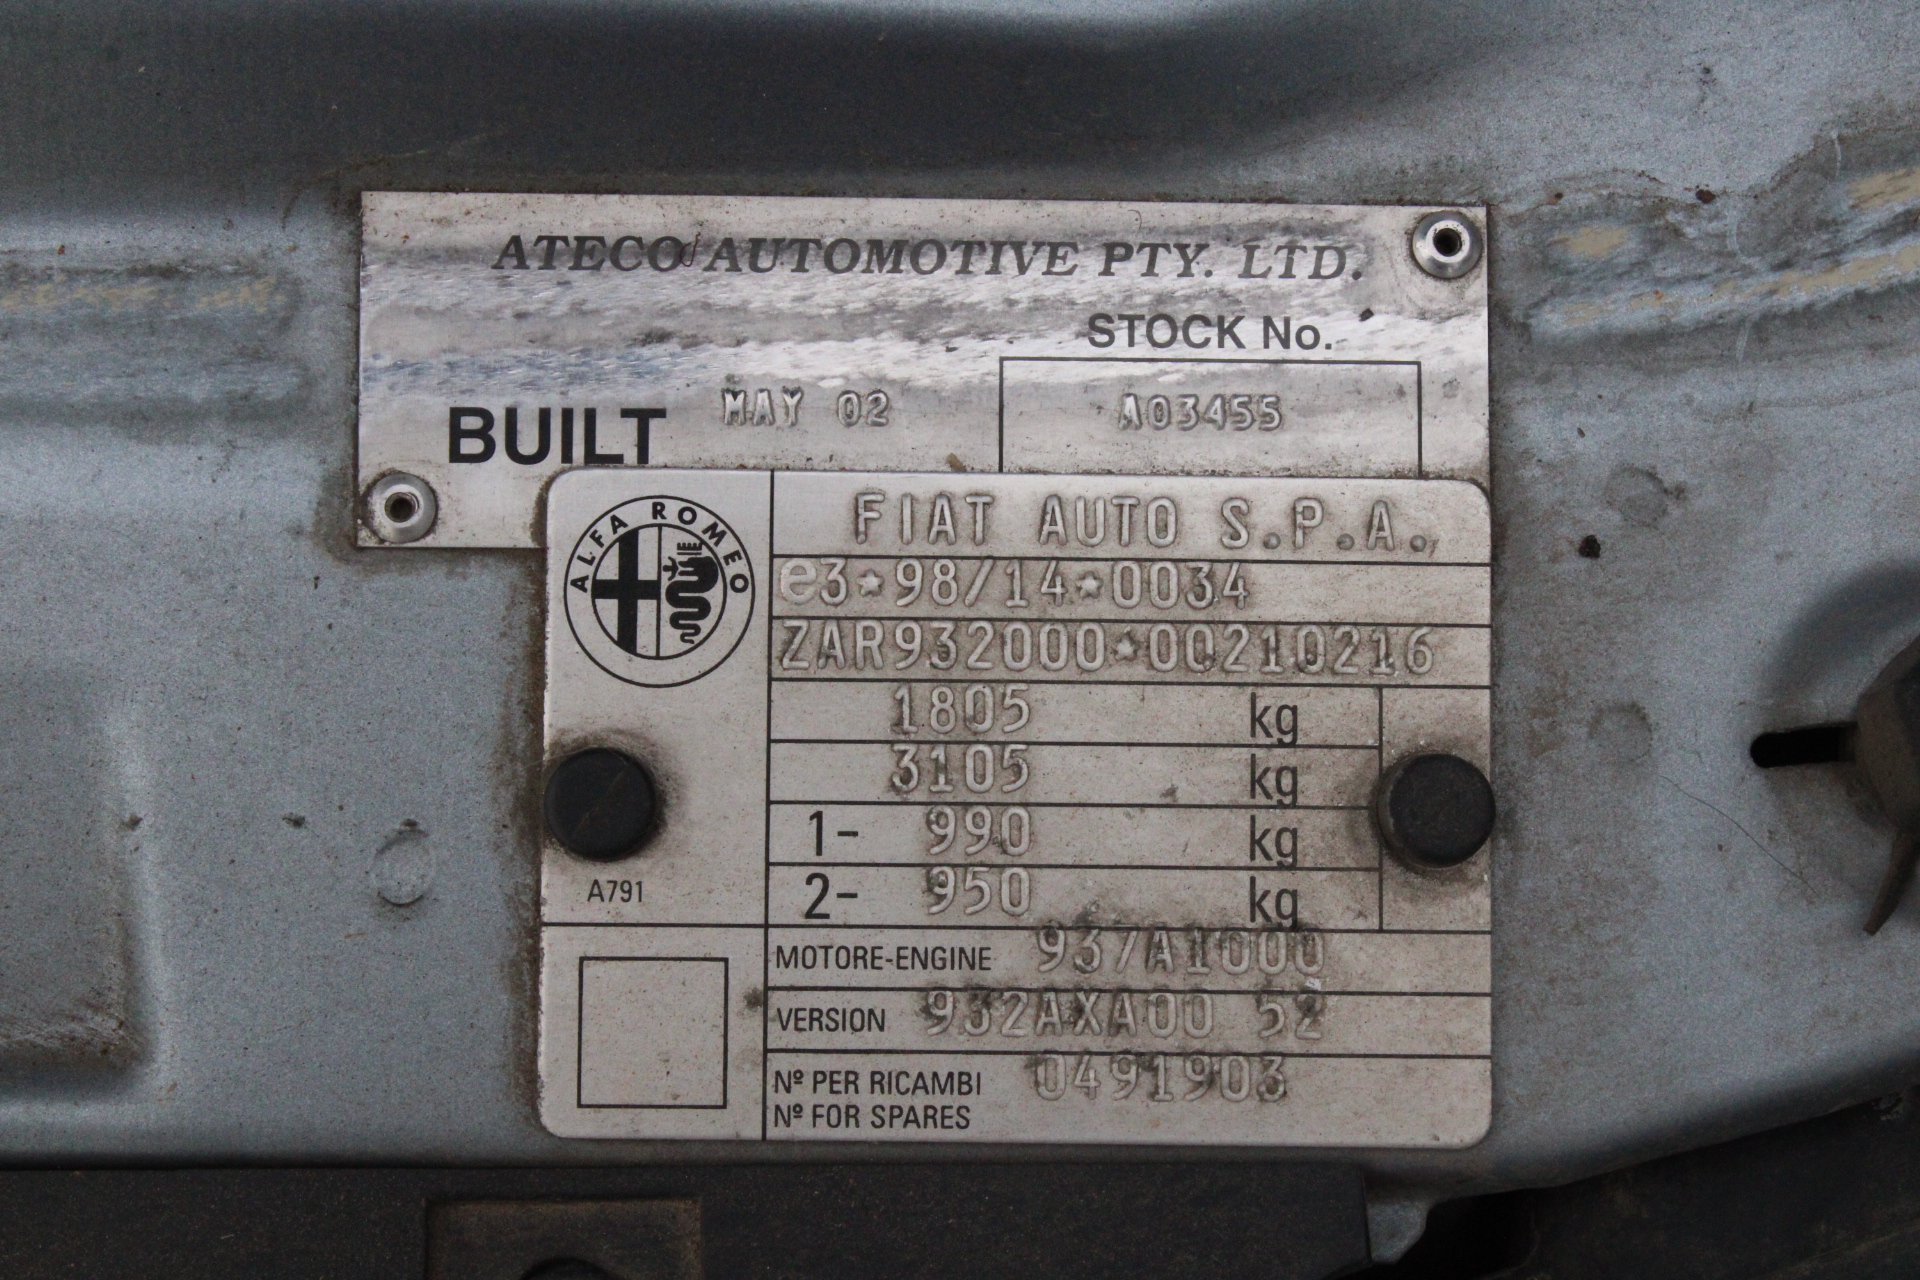 ATECO AUTOMOTIVE PTY. LTD.
STOCK No.
BUILT MAY 02 A03455
ALFA ROMEO
FIAT AUTO S.P.A.
e3*98/14*0034
ZAR932000*00210216
1805 kg
3105 kg
1- 990 kg
2- 950 kg
A791
MOTORE-ENGINE 937A1000
VERSION 932AXA00 52
Nº PER RICAMBI 0491903
Nº FOR SPARES